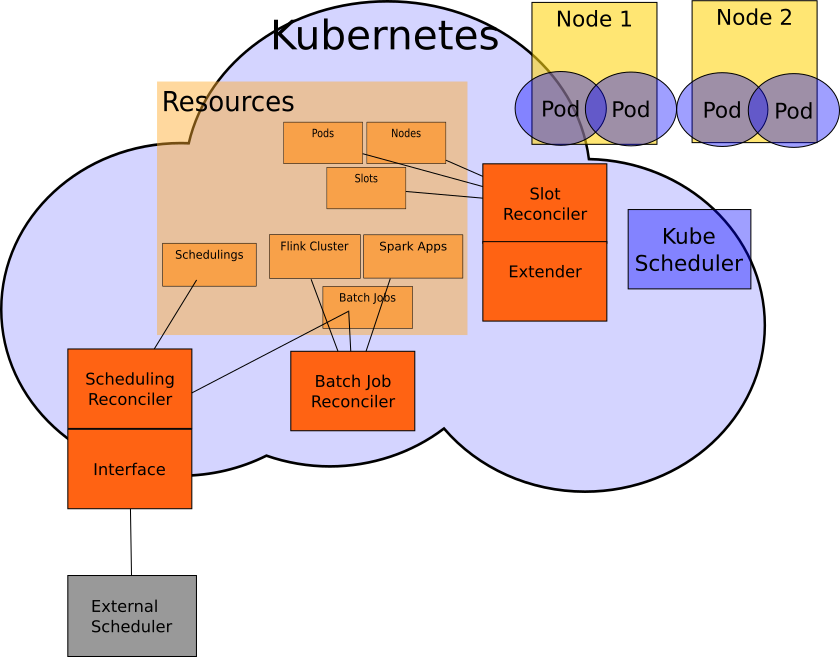 Kubernetes
Node 1
Node 2
Pod
Pod
Pod
Pod
Resources
Pods
Nodes
Slots
Slot
Reconciler
Extender
Kube
Scheduler
Schedulings
Flink Cluster
Spark Apps
Batch Jobs
Scheduling
Reconciler
Interface
Batch Job
Reconciler
External
Scheduler